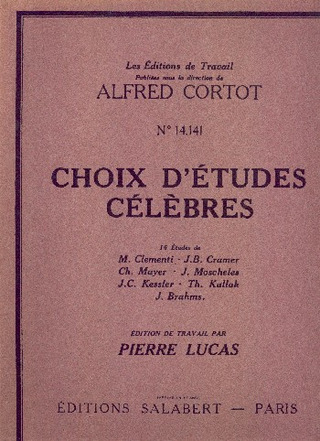 Les Éditions de Travail
Publiées sous la direction de
ALFRED CORTOT
N° 14.141
CHOIX D'ÉTUDES
CÉLÈBRES
16 Études de
M. Clementi - J.B. Cramer
Ch. Mayer - J. Moscheles
J.C. Kessler - Th. Kullak
J. Brahms.
ÉDITION DE TRAVAIL PAR
PIERRE LUCAS
ÉDITIONS SALABERT — PARIS